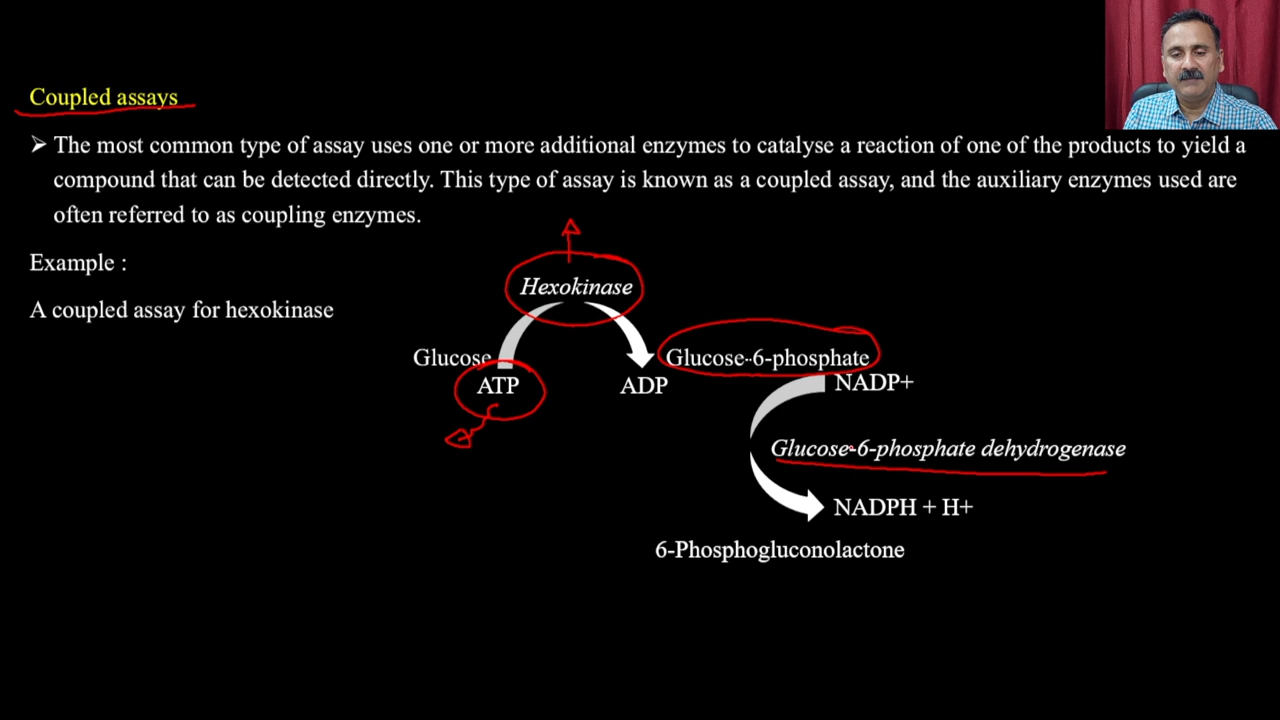 Coupled assays
➢ The most common type of assay uses one or more additional enzymes to catalyse a reaction of one of the products to yield a
compound that can be detected directly. This type of assay is known as a coupled assay, and the auxiliary enzymes used are
often referred to as coupling enzymes.
Example :
Hexokinase
A coupled assay for hexokinase
Glucose
Glucose-6-phosphate
ATP
ADP
NADP+
Glucose-6-phosphate dehydrogenase
NADPH + H+
6-Phosphogluconolactone